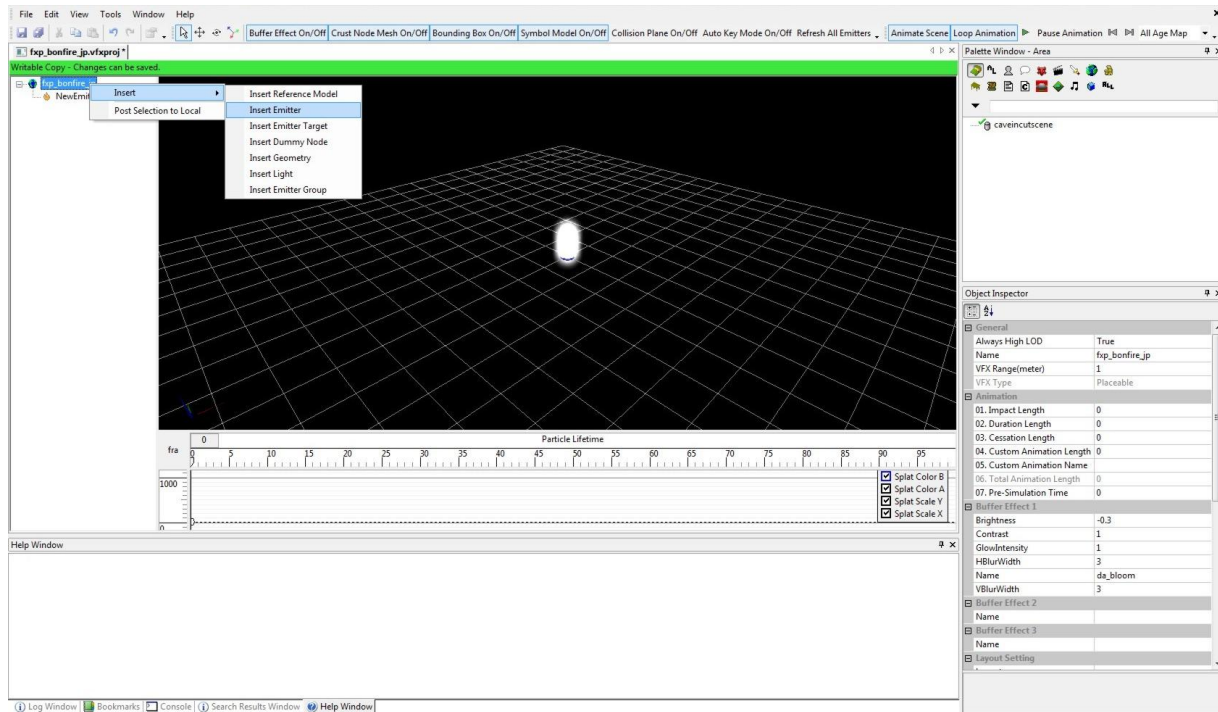 File Edit View Tools Window Help
Buffer Effect On/Off Crust Node Mesh On/Off Bounding Box On/Off Symbol Model On/Off Collision Plane On/Off Auto Key Mode On/Off Refresh All Emitters Animate Scene Loop Animation Pause Animation All Age Map
fxp_bonfire_jp.vfxproj *
Writable Copy - Changes can be saved.
fxp_bonfire_
NewEmit
Insert
Post Selection to Local
Insert Reference Model
Insert Emitter
Insert Emitter Target
Insert Dummy Node
Insert Geometry
Insert Light
Insert Emitter Group
fra
0 Particle Lifetime
0 5 10 15 20 25 30 35 40 45 50 55 60 65 70 75 80 85 90 95
1000
0
Splat Color B
Splat Color A
Splat Scale Y
Splat Scale X
Palette Window - Area
caveincutscene
Object Inspector
General
Always High LOD True
Name fxp_bonfire_jp
VFX Range(meter) 1
VFX Type Placeable
Animation
01. Impact Length 0
02. Duration Length 0
03. Cessation Length 0
04. Custom Animation Length 0
05. Custom Animation Name
06. Total Animation Length 0
07. Pre-Simulation Time 0
Buffer Effect 1
Brightness -0.3
Contrast 1
GlowIntensity 1
HBlurWidth 3
Name da_bloom
VBlurWidth 3
Buffer Effect 2
Name
Buffer Effect 3
Name
Layout Setting
Help Window
Log Window Bookmarks Console Search Results Window Help Window